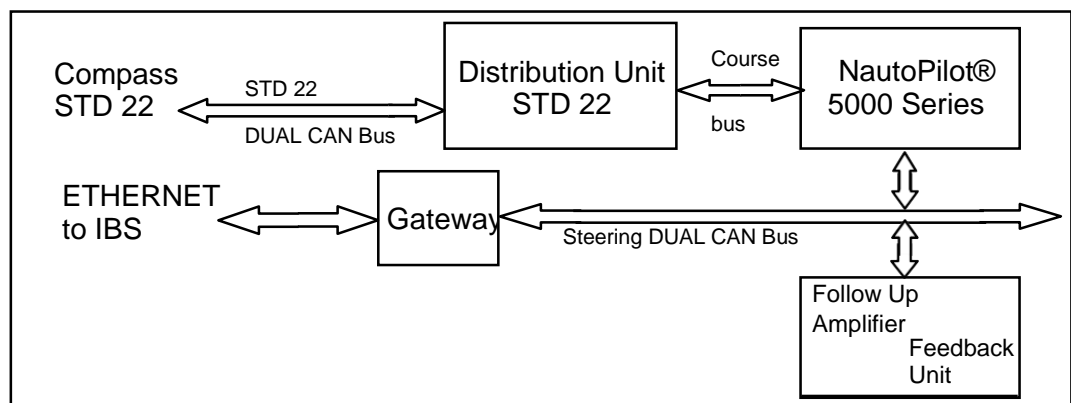 Compass
STD 22
STD 22
DUAL CAN Bus
Distribution Unit
STD 22
Course
bus
NautoPilot®
5000 Series
ETHERNET
to IBS
Gateway
Steering DUAL CAN Bus
Follow Up
Amplifier
Feedback
Unit